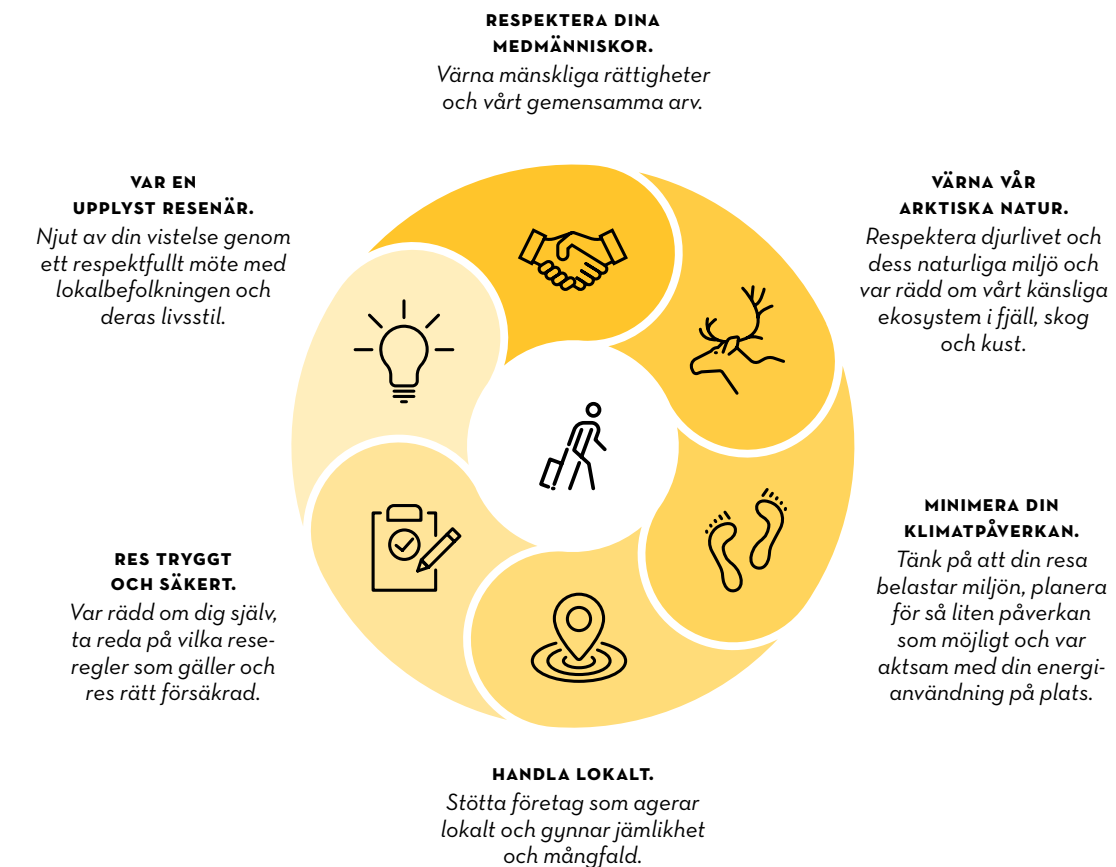 RESPEKTERA DINA
MEDMÄNNISKOR.
Värna mänskliga rättigheter
och vårt gemensamma arv.
VÄRNA VÅR
ARKTISKA NATUR.
Respektera djurlivet och
dess naturliga miljö och
var rädd om vårt känsliga
ekosystem i fjäll, skog
och kust.
MINIMERA DIN
KLIMATPÅVERKAN.
Tänk på att din resa
belastar miljön, planera
för så liten påverkan
som möjligt och var
aktsam med din energi-
användning på plats.
HANDLA LOKALT.
Stötta företag som agerar
lokalt och gynnar jämlikhet
och mångfald.
RES TRYGGT
OCH SÄKERT.
Var rädd om dig själv,
ta reda på vilka rese-
regler som gäller och
res rätt försäkrad.
VAR EN
UPPLYST RESENÄR.
Njut av din vistelse genom
ett respektfullt möte med
lokalbefolkningen och
deras livsstil.